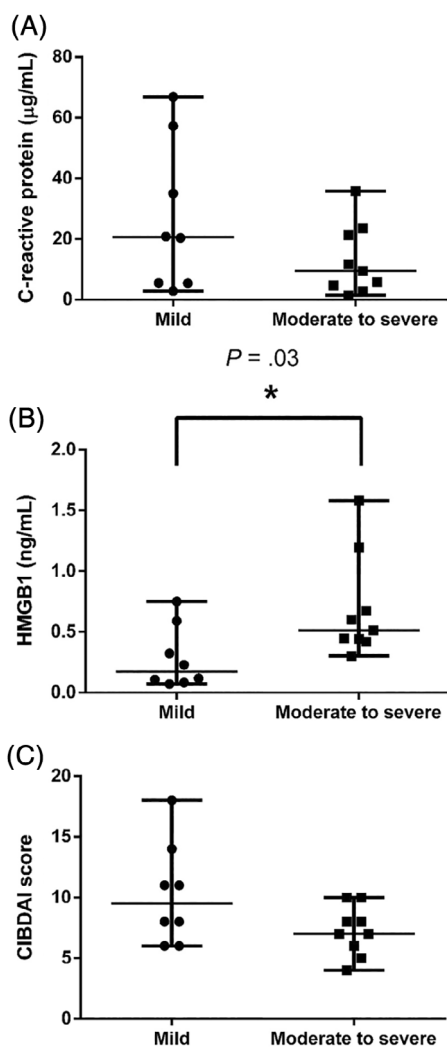 (A)
C-reactive protein (μg/mL)
80
60
40
20
0
Mild
Moderate to severe
P = .03
*
(B)
HMGB1 (ng/mL)
2.0
1.5
1.0
0.5
0.0
Mild
Moderate to severe
(C)
CIBDAI score
20
15
10
5
0
Mild
Moderate to severe